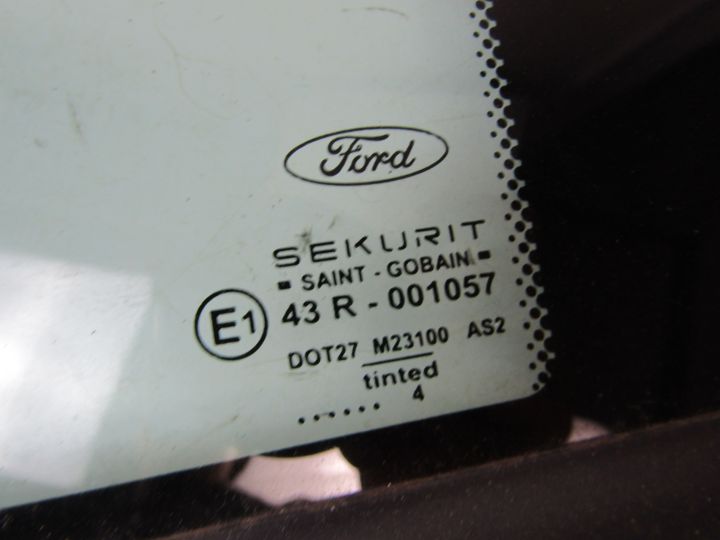 Ford
SEKURIT
SAINT - GOBAIN
E1 43 R - 001057
DOT27 M23100 AS2
tinted
4